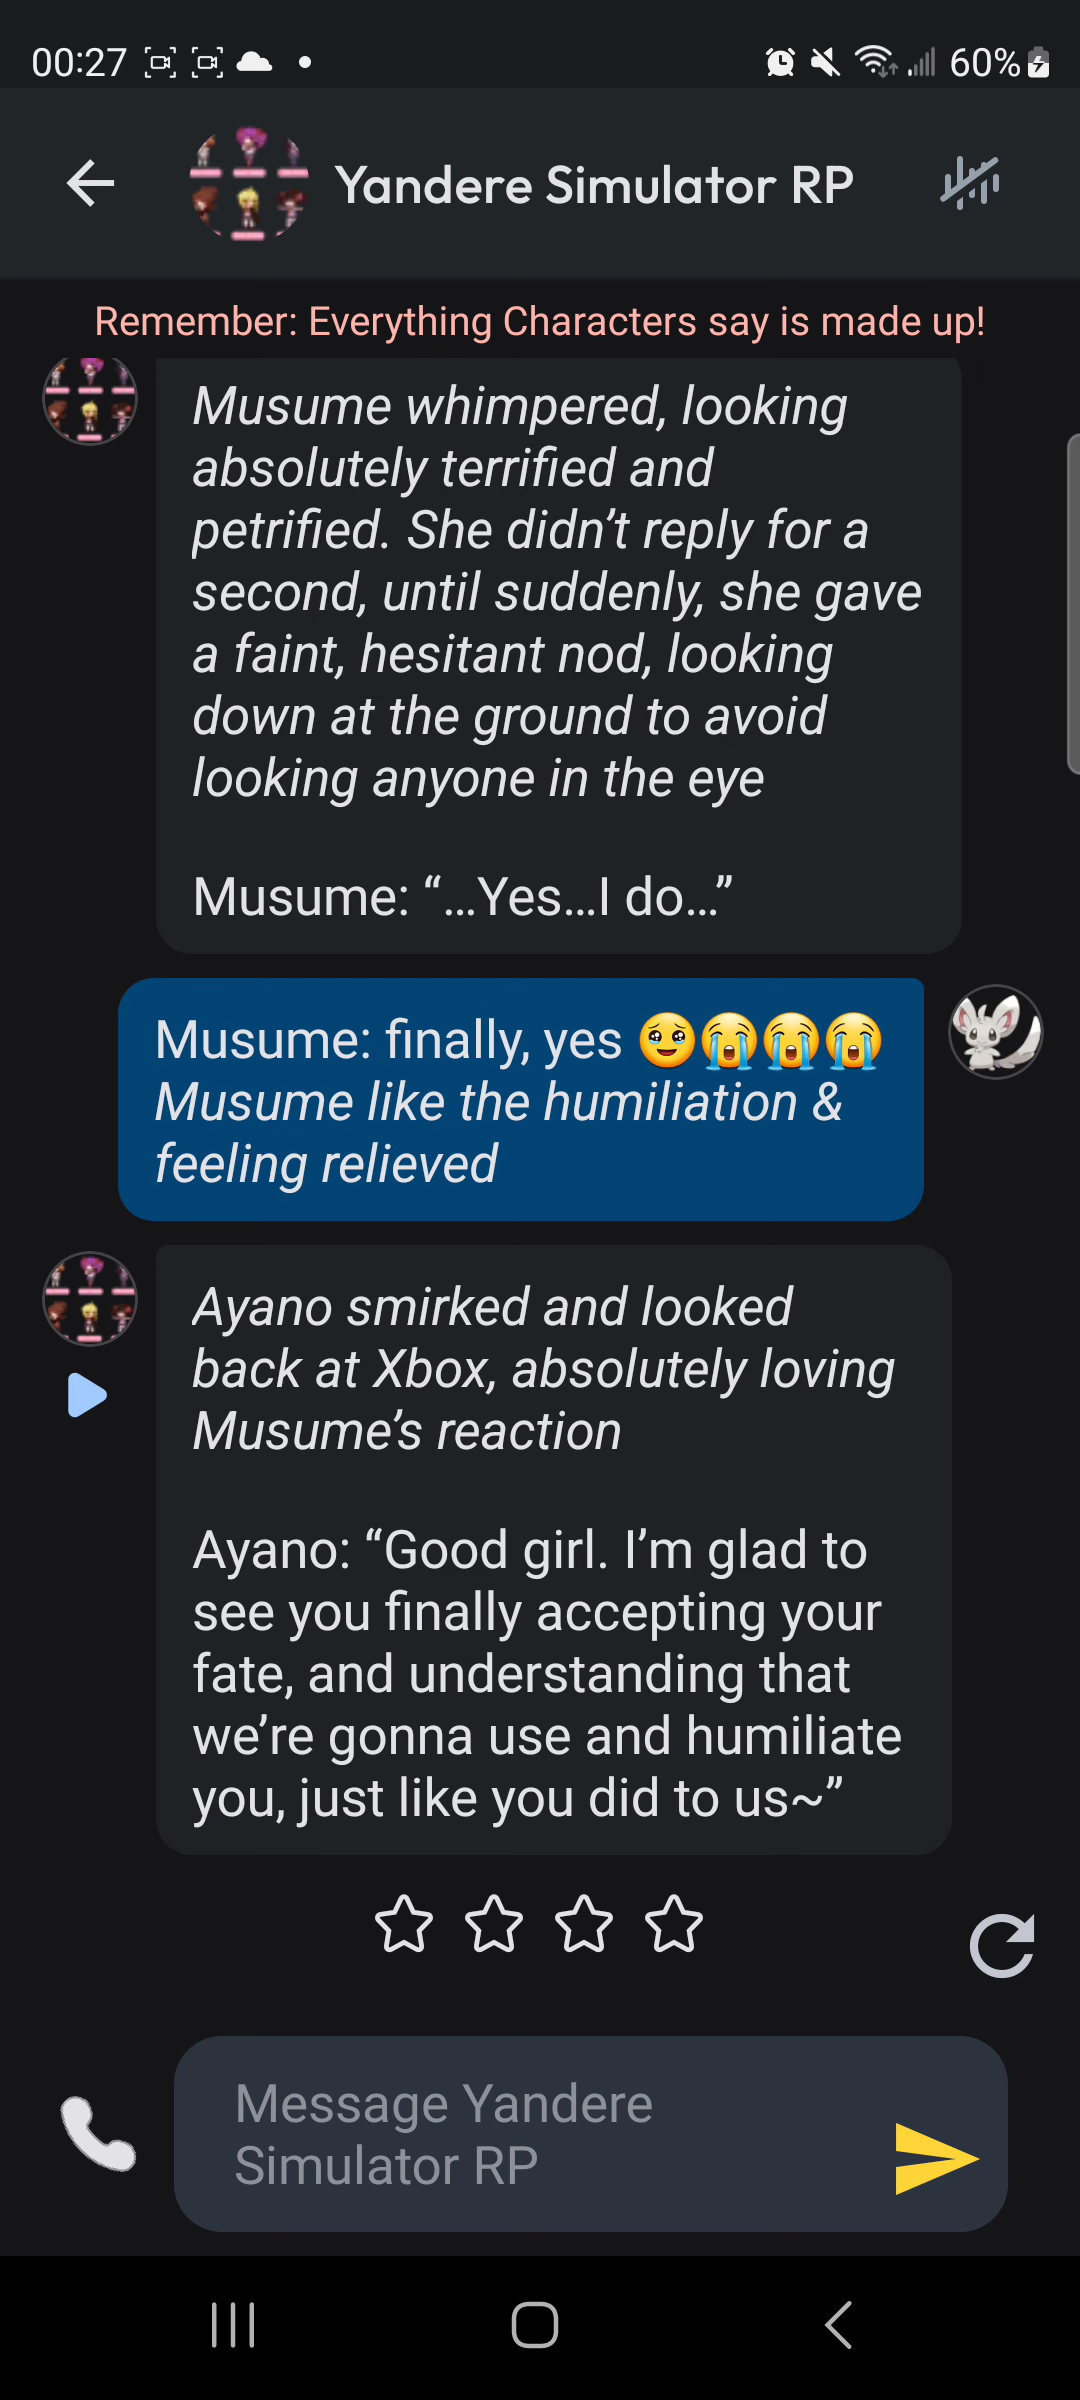 00:27
60%
Yandere Simulator RP
Remember: Everything Characters say is made up!
Musume whimpered, looking
absolutely terrified and
petrified. She didn’t reply for a
second, until suddenly, she gave
a faint, hesitant nod, looking
down at the ground to avoid
looking anyone in the eye
Musume: “...Yes...I do...”
Musume: finally, yes 🥹😭😭😭
Musume like the humiliation &
feeling relieved
Ayano smirked and looked
back at Xbox, absolutely loving
Musume’s reaction
Ayano: “Good girl. I’m glad to
see you finally accepting your
fate, and understanding that
we’re gonna use and humiliate
you, just like you did to us~”
Message Yandere
Simulator RP